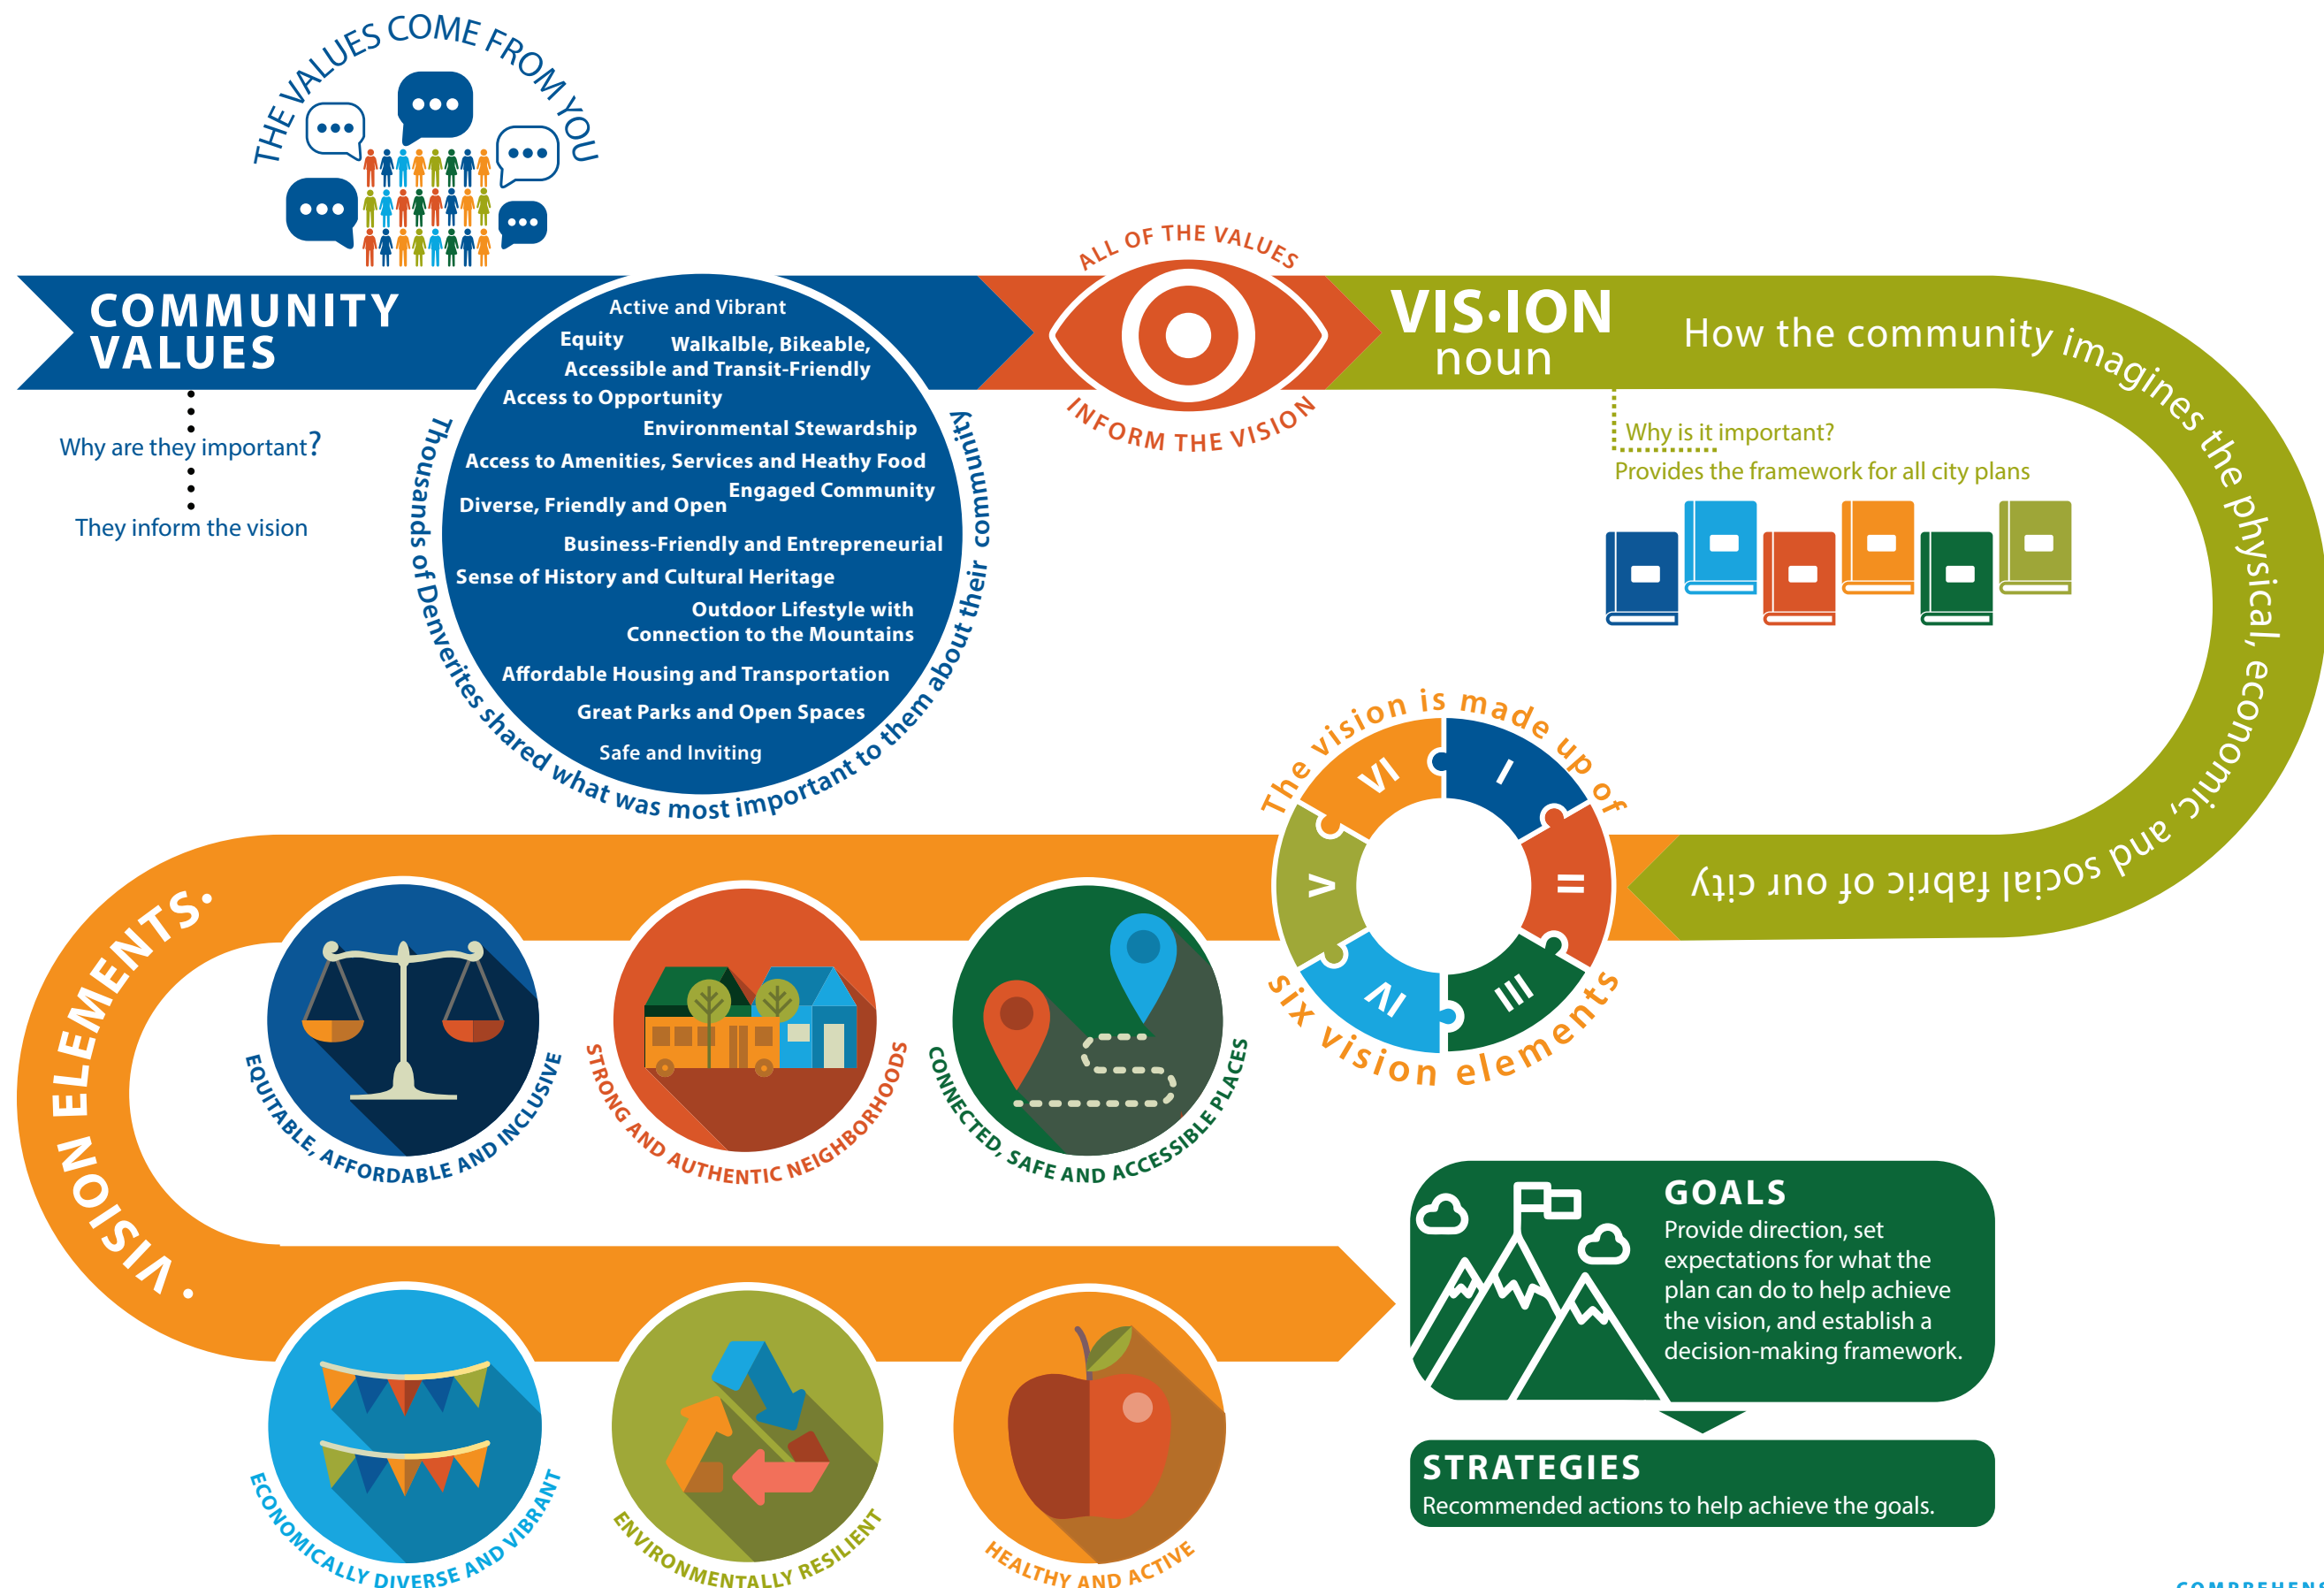 THE VALUES COME FROM YOU
COMMUNITY
VALUES
Why are they important?
They inform the vision
Active and Vibrant
Equity
Walkalble, Bikeable,
Accessible and Transit-Friendly
Access to Opportunity
Environmental Stewardship
Access to Amenities, Services and Heathy Food
Engaged Community
Diverse, Friendly and Open
Business-Friendly and Entrepreneurial
Sense of History and Cultural Heritage
Outdoor Lifestyle with
Connection to the Mountains
Affordable Housing and Transportation
Great Parks and Open Spaces
Safe and Inviting
Thousands of Denverites shared what was most important to them about their community
ALL OF THE VALUES
INFORM THE VISION
VIS•ION
noun
How the community imagines the physical, economic, and social fabric of our city
Why is it important?
Provides the framework for all city plans
The vision is made up of
I
II
III
IV
V
VI
six vision elements
• VISION ELEMENTS•
EQUITABLE, AFFORDABLE AND INCLUSIVE
STRONG AND AUTHENTIC NEIGHBORHOODS
CONNECTED, SAFE AND ACCESSIBLE PLACES
ECONOMICALLY DIVERSE AND VIBRANT
ENVIRONMENTALLY RESILIENT
HEALTHY AND ACTIVE
GOALS
Provide direction, set
expectations for what the
plan can do to help achieve
the vision, and establish a
decision-making framework.
STRATEGIES
Recommended actions to help achieve the goals.